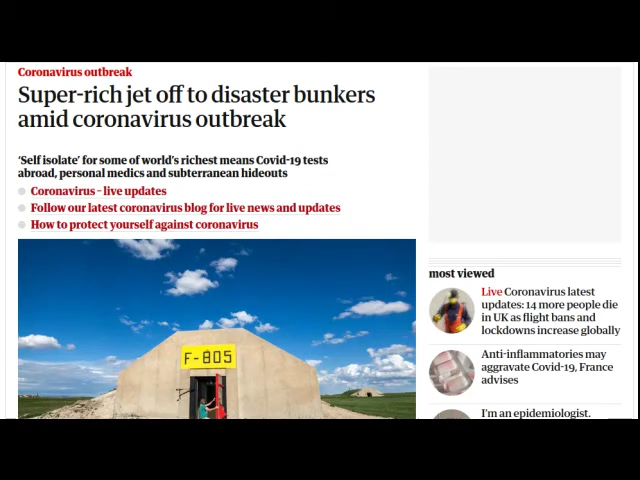 Coronavirus outbreak
Super-rich jet off to disaster bunkers
amid coronavirus outbreak
‘Self isolate’ for some of world’s richest means Covid-19 tests
abroad, personal medics and subterranean hideouts
Coronavirus – live updates
Follow our latest coronavirus blog for live news and updates
How to protect yourself against coronavirus
F-805
most viewed
Live Coronavirus latest
updates: 14 more people die
in UK as flight bans and
lockdowns increase globally
Anti-inflammatories may
aggravate Covid-19, France
advises
I’m an epidemiologist.